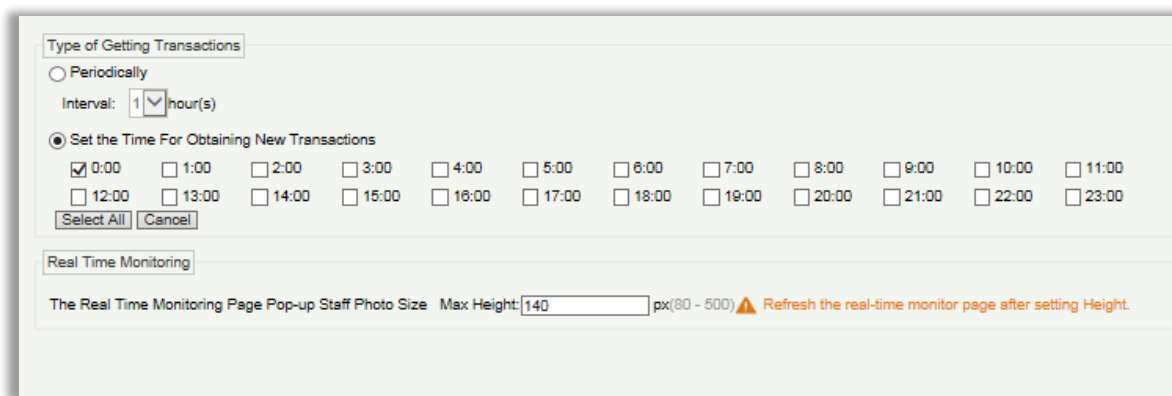 Type of Getting Transactions
Periodically
Interval: 1 hour(s)
Set the Time For Obtaining New Transactions
0:00 1:00 2:00 3:00 4:00 5:00 6:00 7:00 8:00 9:00 10:00 11:00
12:00 13:00 14:00 15:00 16:00 17:00 18:00 19:00 20:00 21:00 22:00 23:00
Select All Cancel
Real Time Monitoring
The Real Time Monitoring Page Pop-up Staff Photo Size Max Height: 140 px(80 - 500) Refresh the real-time monitor page after setting Height.